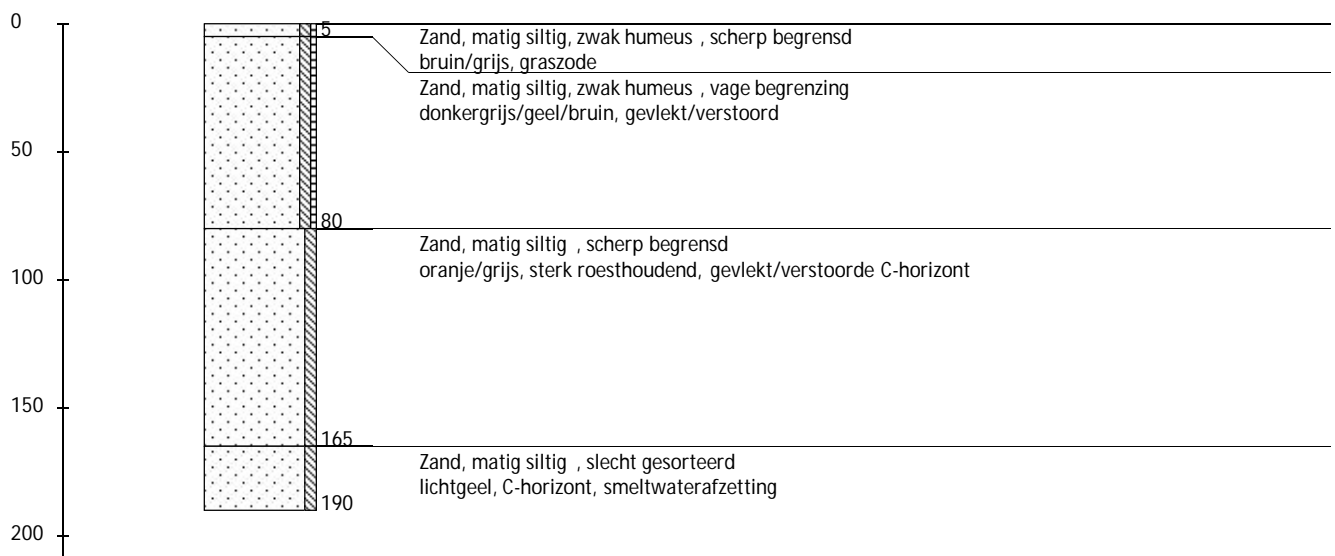 0
5
Zand, matig siltig, zwak humeus , scherp begrensd
bruin/grijs, graszode
Zand, matig siltig, zwak humeus , vage begrenzing
donkergrijs/geel/bruin, gevlekt/verstoord
50
80
Zand, matig siltig , scherp begrensd
oranje/grijs, sterk roesthoudend, gevlekt/verstoorde C-horizont
100
150
165
Zand, matig siltig , slecht gesorteerd
lichtgeel, C-horizont, smeltwaterafzetting
190
200